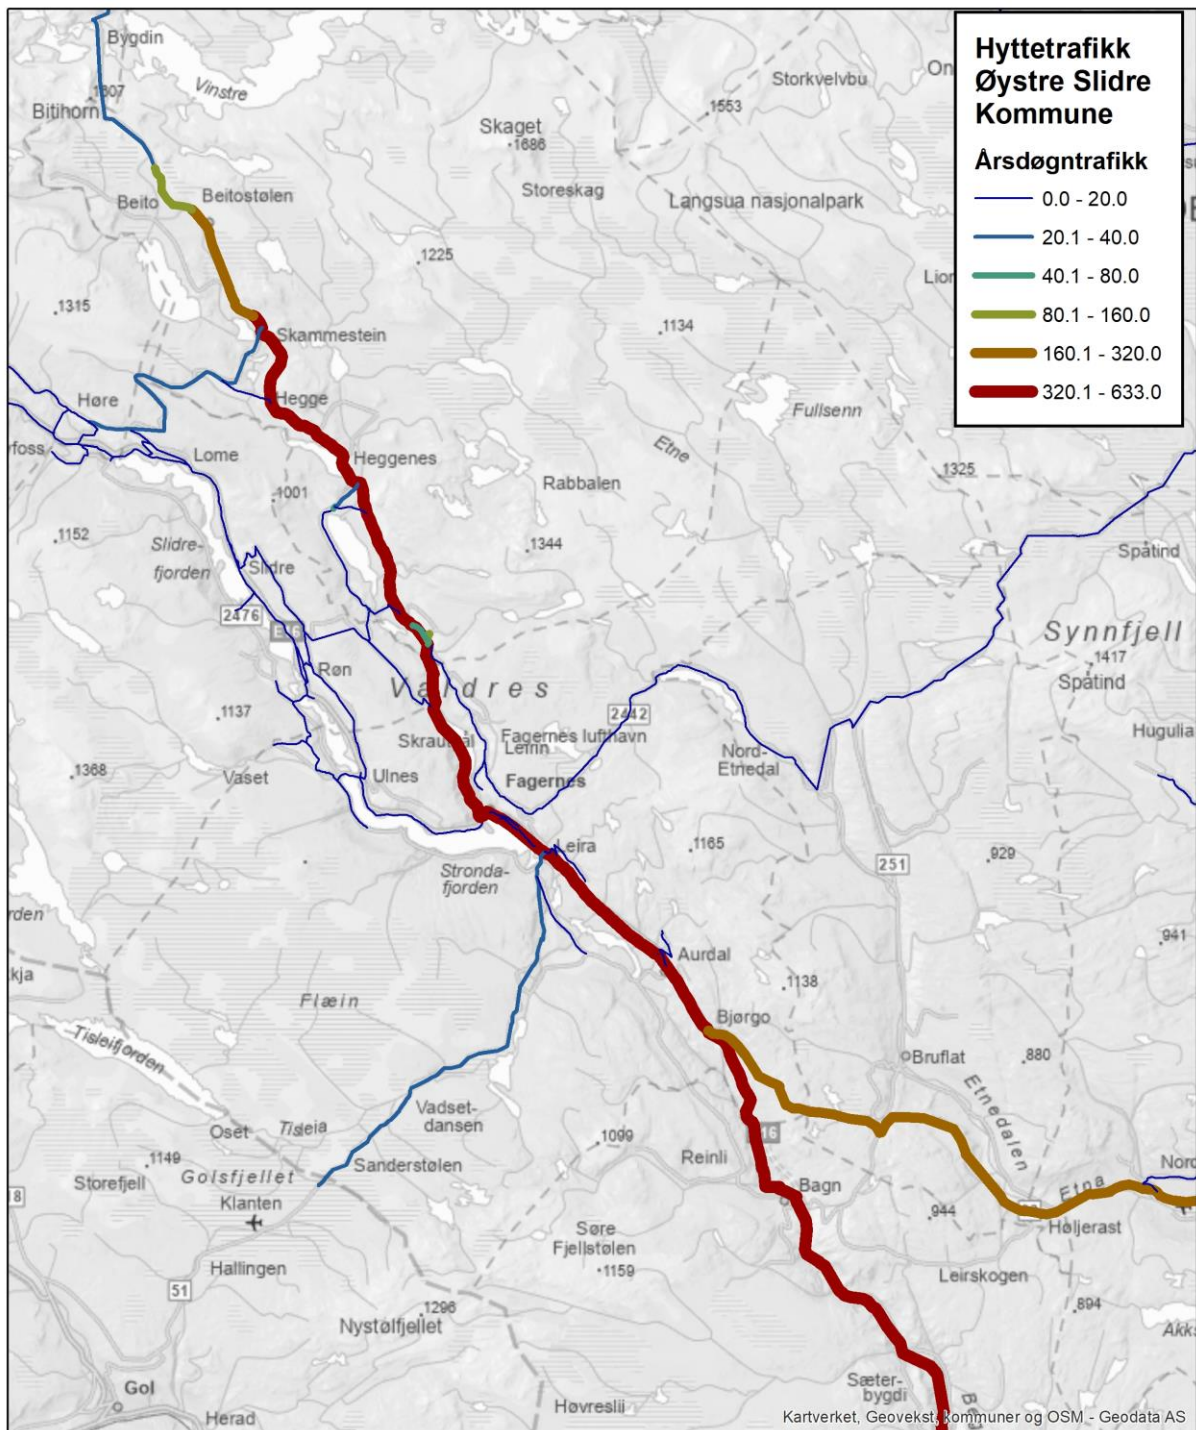 Hyttetrafikk
Øystre Slidre
Kommune
Årsdøgntrafikk
0.0 - 20.0
20.1 - 40.0
40.1 - 80.0
80.1 - 160.0
160.1 - 320.0
320.1 - 633.0
Bygdin
Vinstre
Storkvelvbu
Bitihorn
1553
Skaget
1686
Storeskag
Langsua nasjonalpark
Beito
Beitostølen
1225
1315
1134
Skammestein
Høre
Hegge
Fullsenn
Lome
Heggenes
Etne
1325
Rabbalen
1001
1152
1344
Slidre-
fjorden
Spåtind
Slidre
2476
Synnfjell
1417
Røn
Spåtind
Valdres
1137
2442
Skrautvål
Fagernes lufthavn
Leirin
Nord-
Etnedal
Hugulia
1368
Vaset
Ulnes
Fagernes
Leira
1165
251
929
Stronda-
fjorden
Aurdal
941
1138
Flæin
Bjørgo
Tisleifjorden
Bruflat
880
Etnedalen
Vadset-
dansen
Oset
Tisleia
1099
1149
Golsfjellet
Sanderstølen
Reinli
Storefjell
Klanten
Bagn
Etna
944
Høljerast
Søre
Fjellstølen
1159
Hallingen
Leirskogen
51
1296
894
Nystølfjellet
Gol
Sæter-
bygdi
Høvreslii
Herad
Kartverket, Geovekst, kommuner og OSM - Geodata AS